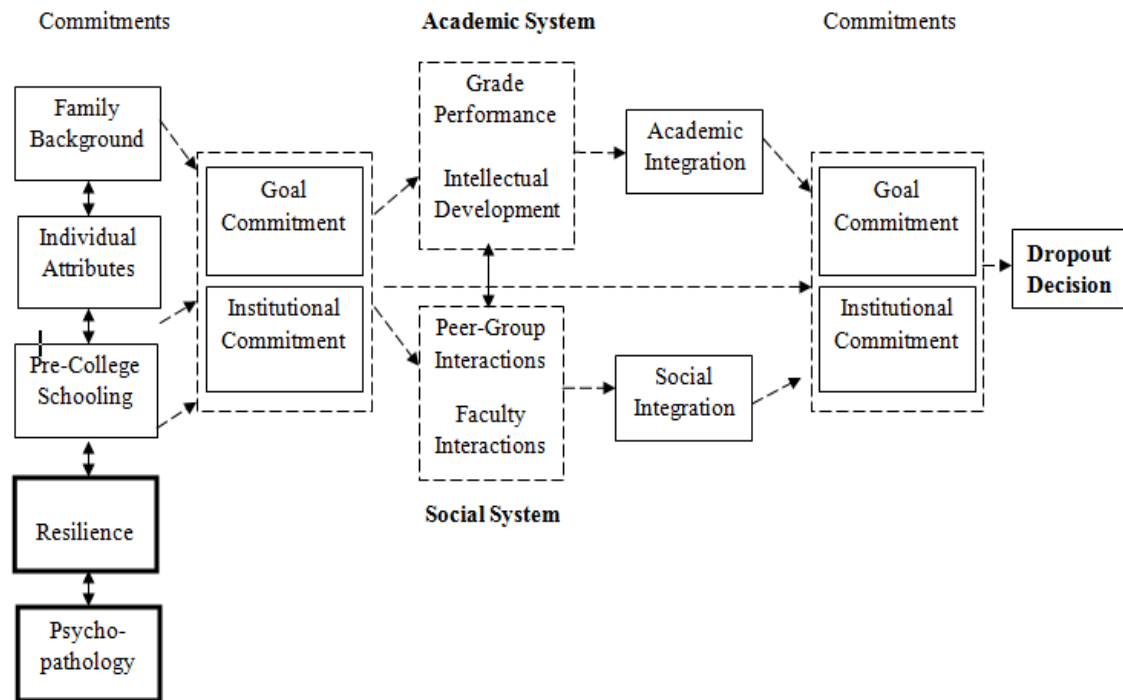 Commitments
Academic System
Commitments
Family
Background
Individual
Attributes
Pre-College
Schooling
Resilience
Psycho-
pathology
Goal
Commitment
Institutional
Commitment
Grade
Performance
Intellectual
Development
Peer-Group
Interactions
Faculty
Interactions
Social System
Academic
Integration
Social
Integration
Goal
Commitment
Institutional
Commitment
Dropout
Decision